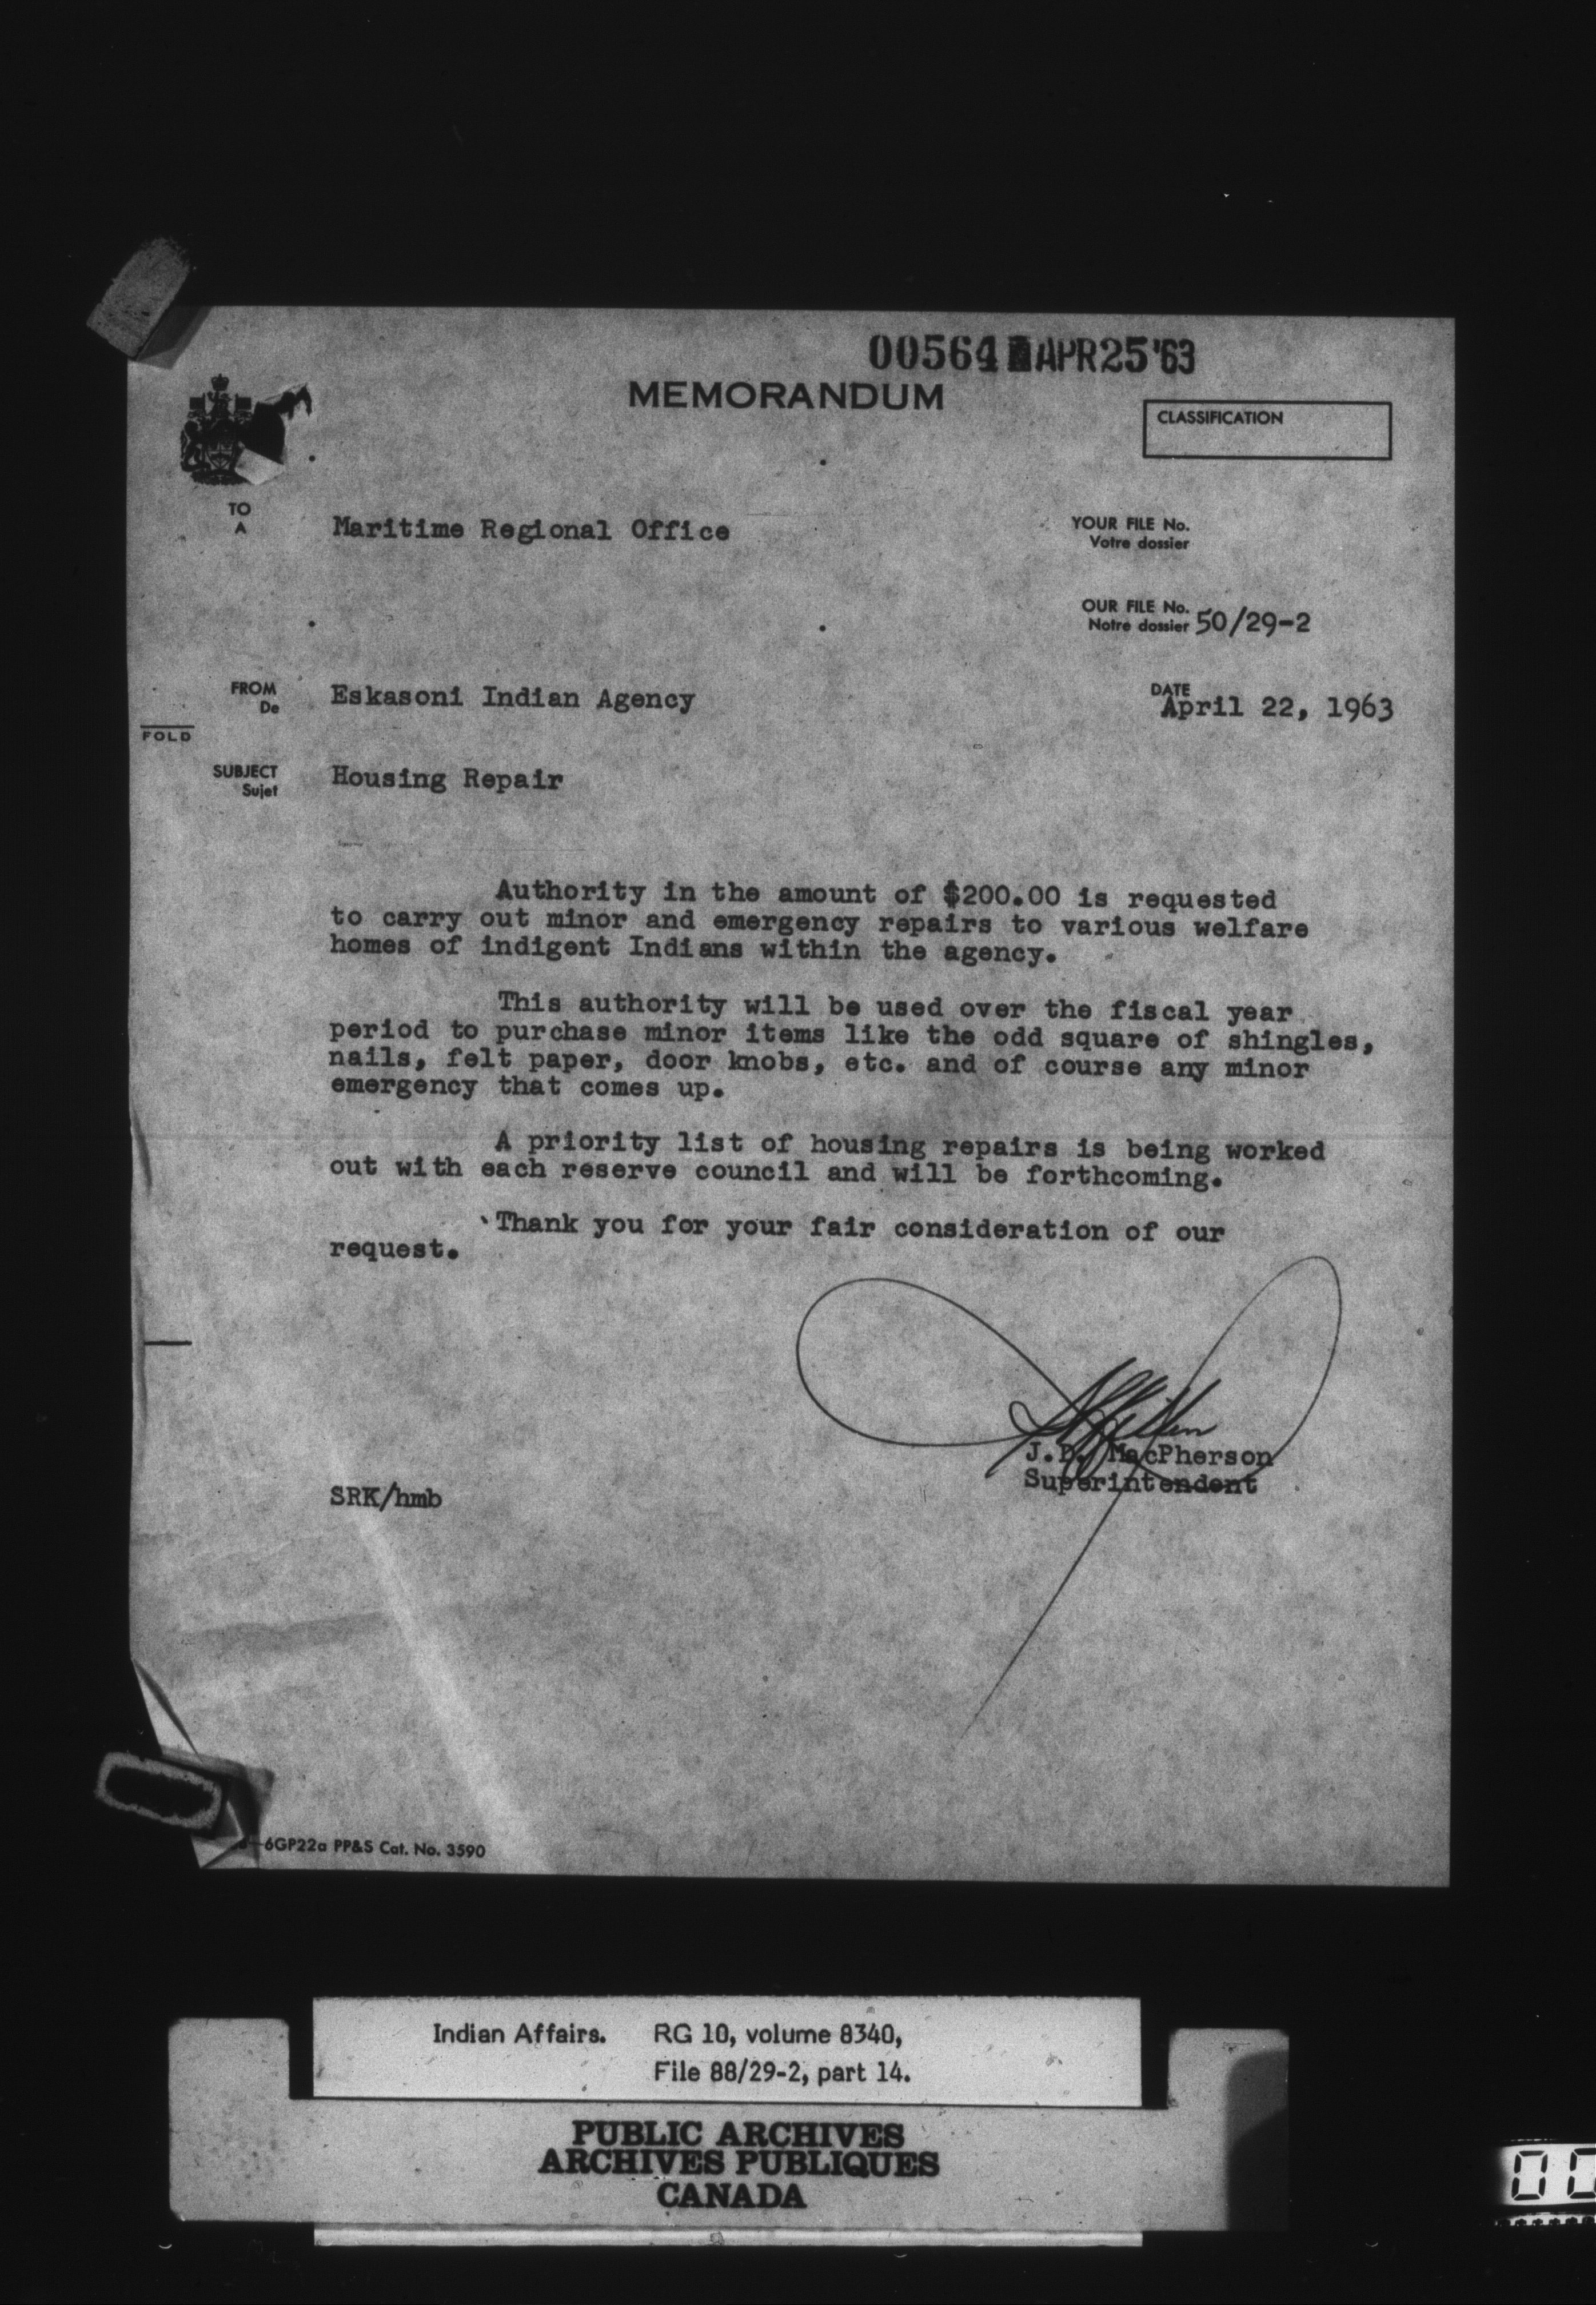 00564 APR25'63
MEMORANDUM
CLASSIFICATION
TO
A
Maritime Regional Office
YOUR FILE No.
Votre dossier
OUR FILE No.
Notre dossier 50/29-2
FROM
De
Eskasoni Indian Agency
DATE
April 22, 1963
FOLD
SUBJECT
Sujet
Housing Repair
Authority in the amount of $200.00 is requested
to carry out minor and emergency repairs to various welfare
homes of indigent Indians within the agency.
This authority will be used over the fiscal year
period to purchase minor items like the odd square of shingles,
nails, felt paper, door knobs, etc. and of course any minor
emergency that comes up.
A priority list of housing repairs is being worked
out with each reserve council and will be forthcoming.
Thank you for your fair consideration of our
request.
J. MacPherson
Superintendent
SRK/hmb
6GP22a PP&S Cat. No. 3590
Indian Affairs. RG 10, volume 8340,
File 88/29-2, part 14.
PUBLIC ARCHIVES
ARCHIVES PUBLIQUES
CANADA